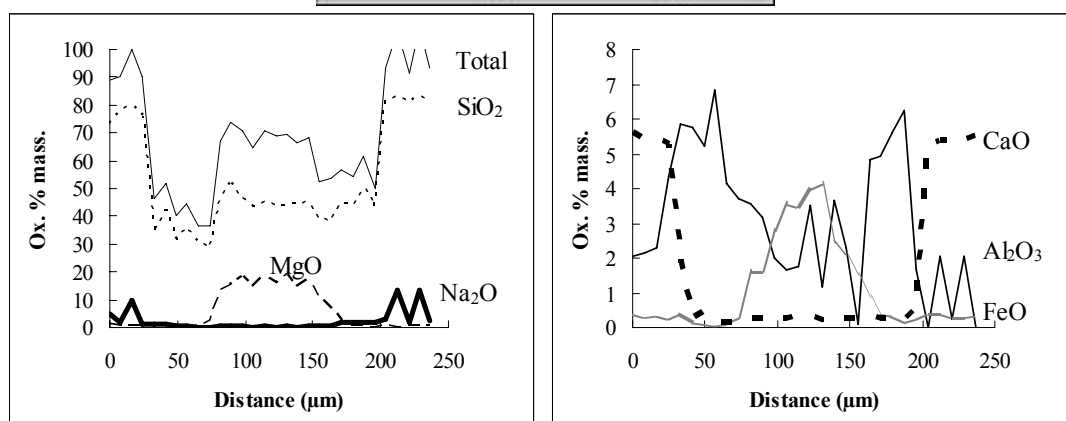 Ox. % mass.
100
90
80
70
60
50
40
30
20
10
0
Total
SiO₂
MgO
Na₂O
0 50 100 150 200 250
Distance (µm)
Ox. % mass.
8
7
6
5
4
3
2
1
0
CaO
Al₂O₃
FeO
0 50 100 150 200 250
Distance (µm)